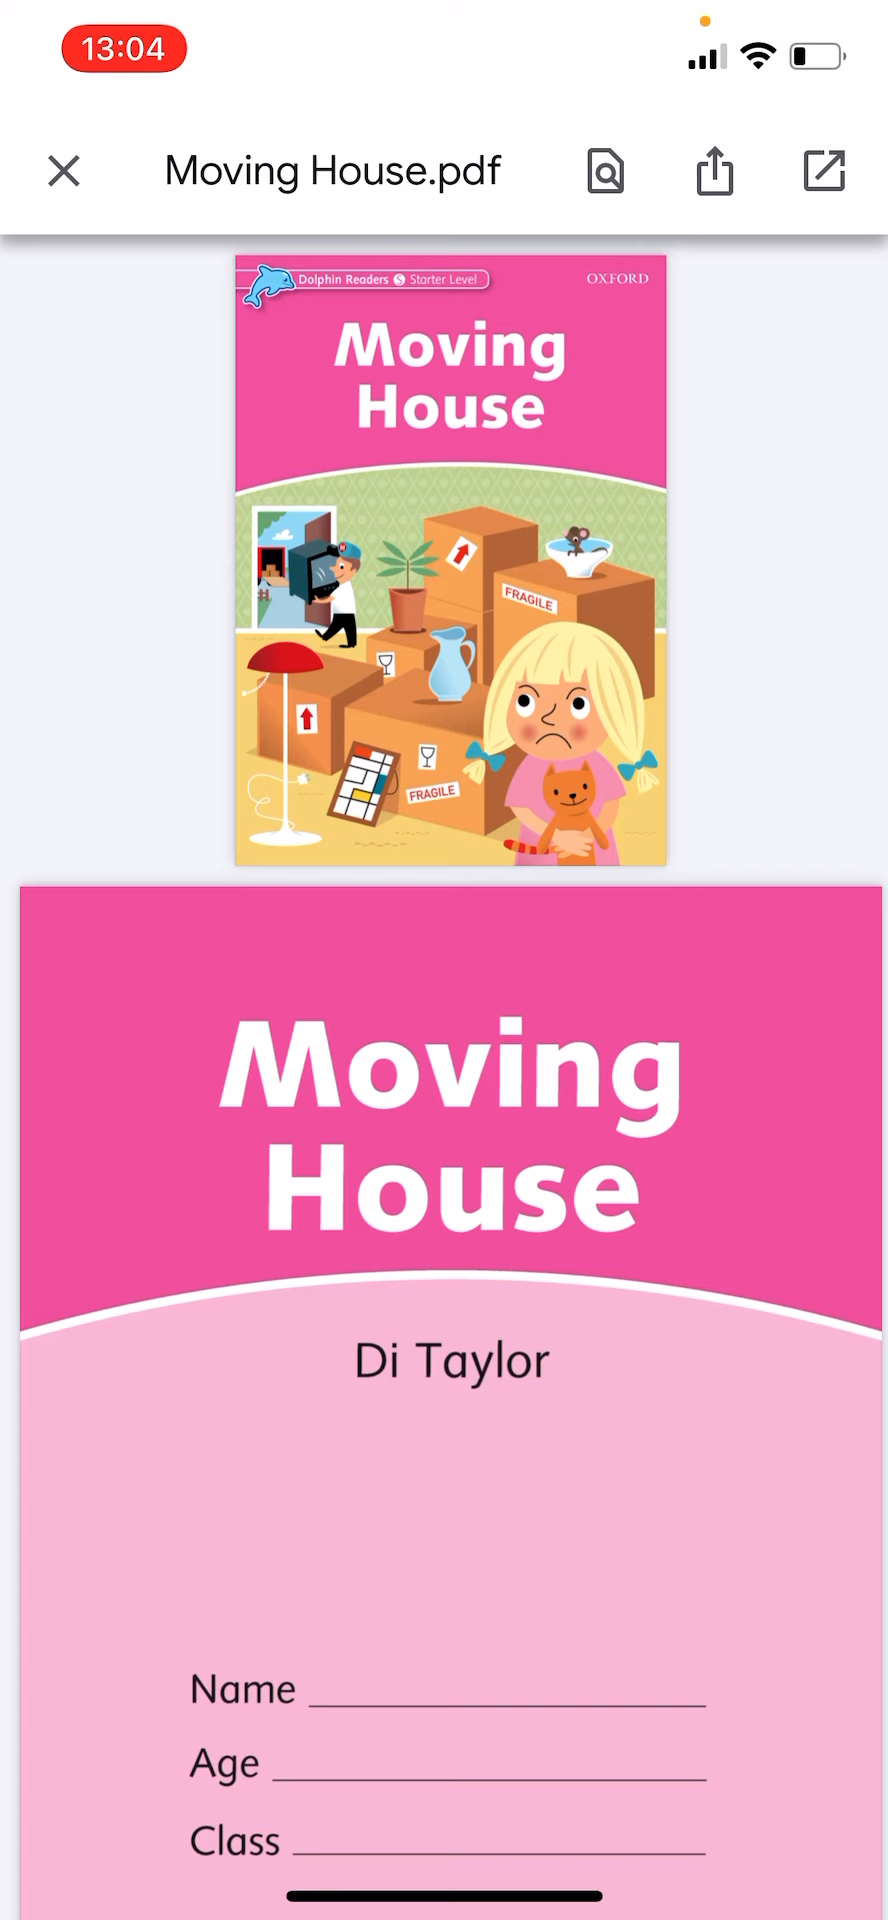 13:04
Moving House.pdf
Dolphin Readers S Starter Level
OXFORD
Moving
House
FRAGILE
FRAGILE
Moving
House
Di Taylor
Name
Age
Class